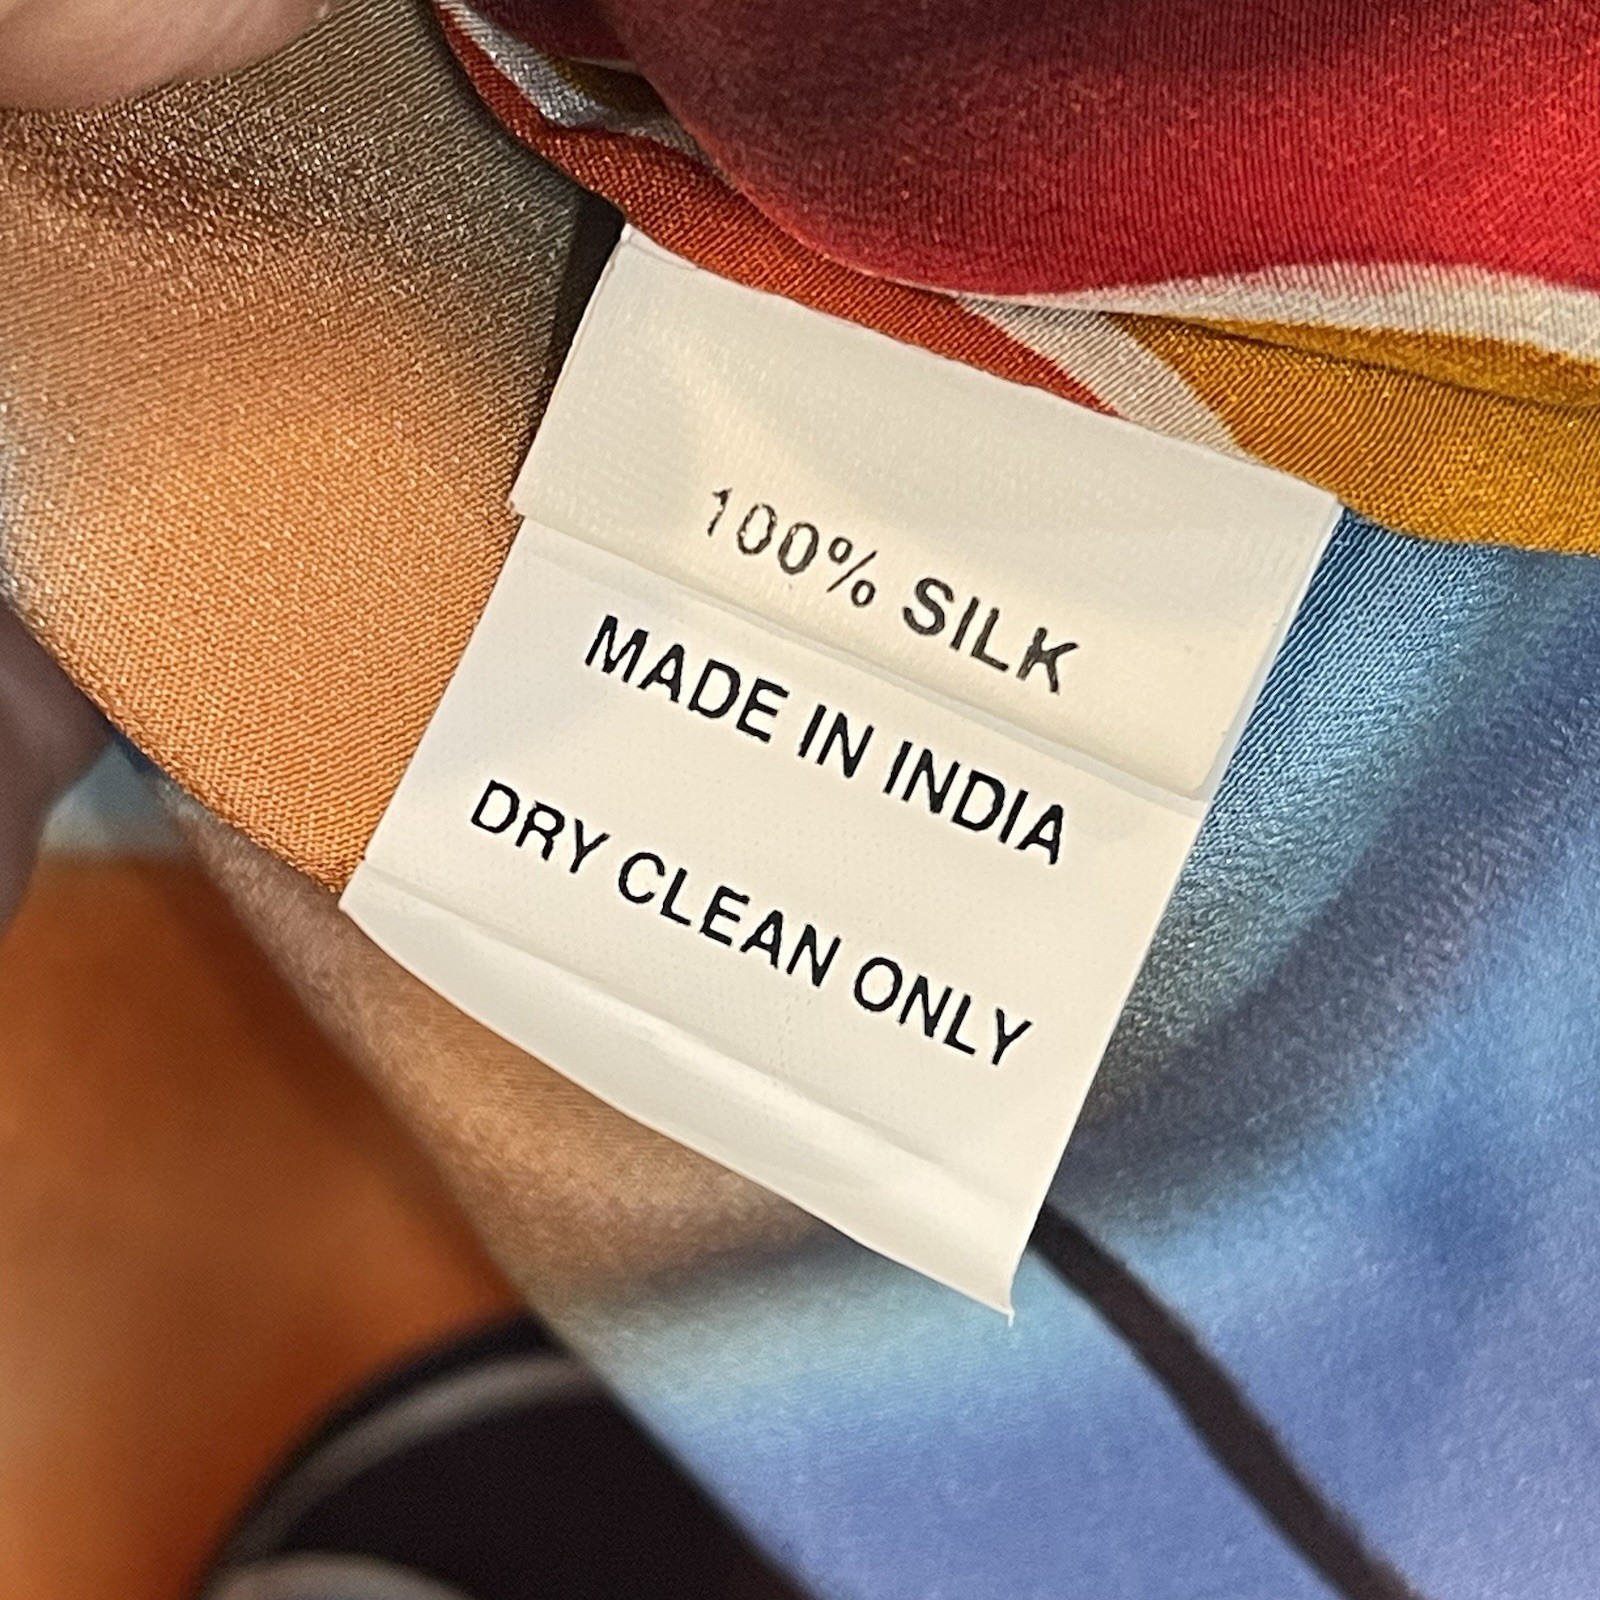 100% SILK
MADE IN INDIA
DRY CLEAN ONLY